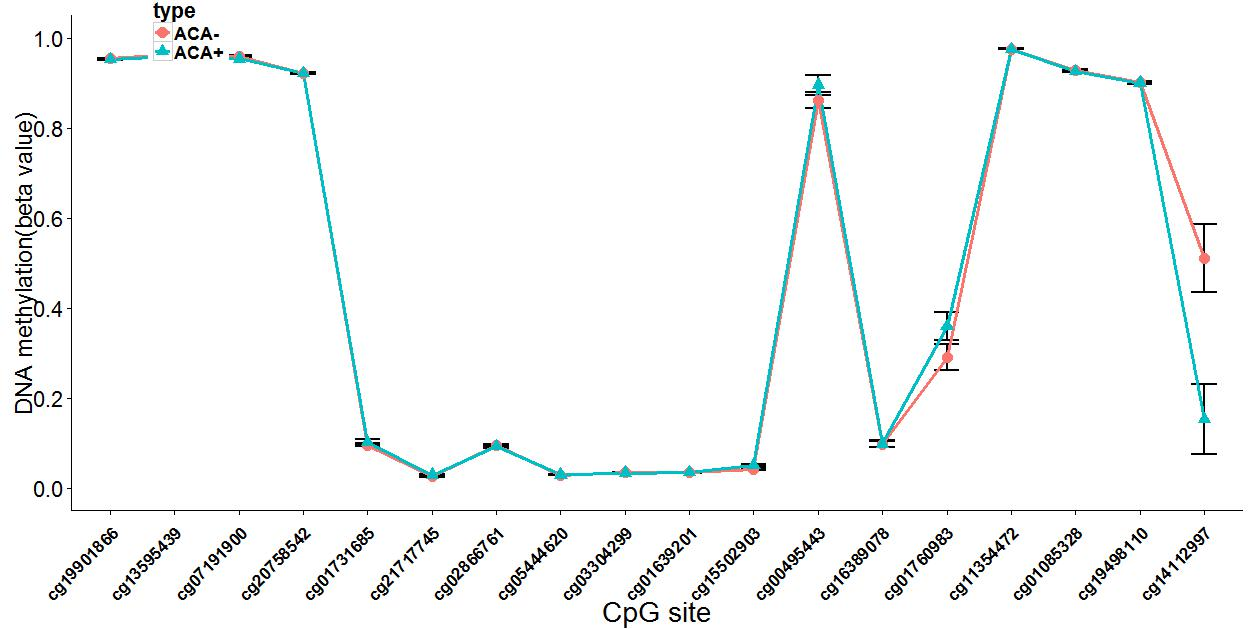 type
ACA-
ACA+
DNA methylation(beta value)
1.0
0.8
0.6
0.4
0.2
0.0
cg19901866
cg13595439
cg07191900
cg20758542
cg01731685
cg21717745
cg02866761
cg05444620
cg03304299
cg01639201
cg15502903
cg00495443
cg16389078
cg01760983
cg11354472
cg01085328
cg19498110
cg14112997
CpG site